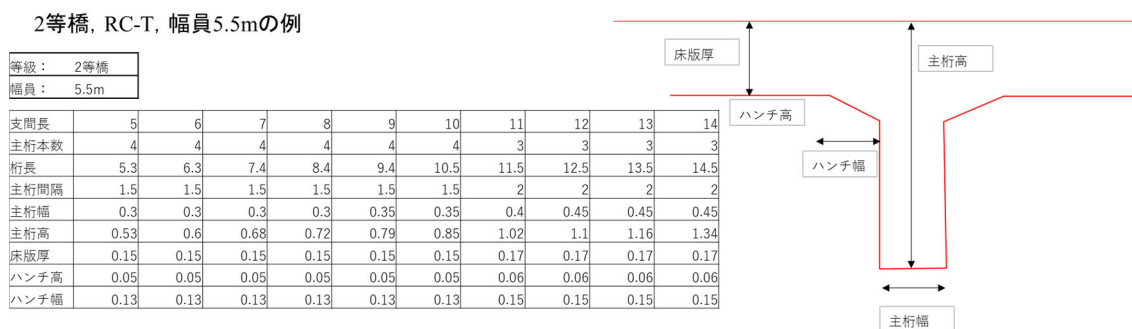 2等橋, RC-T, 幅員5.5mの例
等級： 2等橋
幅員： 5.5m
支間長 5 6 7 8 9 10 11 12 13 14
主桁本数 4 4 4 4 4 4 3 3 3 3
桁長 5.3 6.3 7.4 8.4 9.4 10.5 11.5 12.5 13.5 14.5
主桁間隔 1.5 1.5 1.5 1.5 1.5 1.5 2 2 2 2
主桁幅 0.3 0.3 0.3 0.3 0.35 0.35 0.4 0.45 0.45 0.45
主桁高 0.53 0.6 0.68 0.72 0.79 0.85 1.02 1.1 1.16 1.34
床版厚 0.15 0.15 0.15 0.15 0.15 0.15 0.17 0.17 0.17 0.17
ハンチ高 0.05 0.05 0.05 0.05 0.05 0.05 0.06 0.06 0.06 0.06
ハンチ幅 0.13 0.13 0.13 0.13 0.13 0.13 0.15 0.15 0.15 0.15
床版厚
主桁高
ハンチ高
ハンチ幅
主桁幅